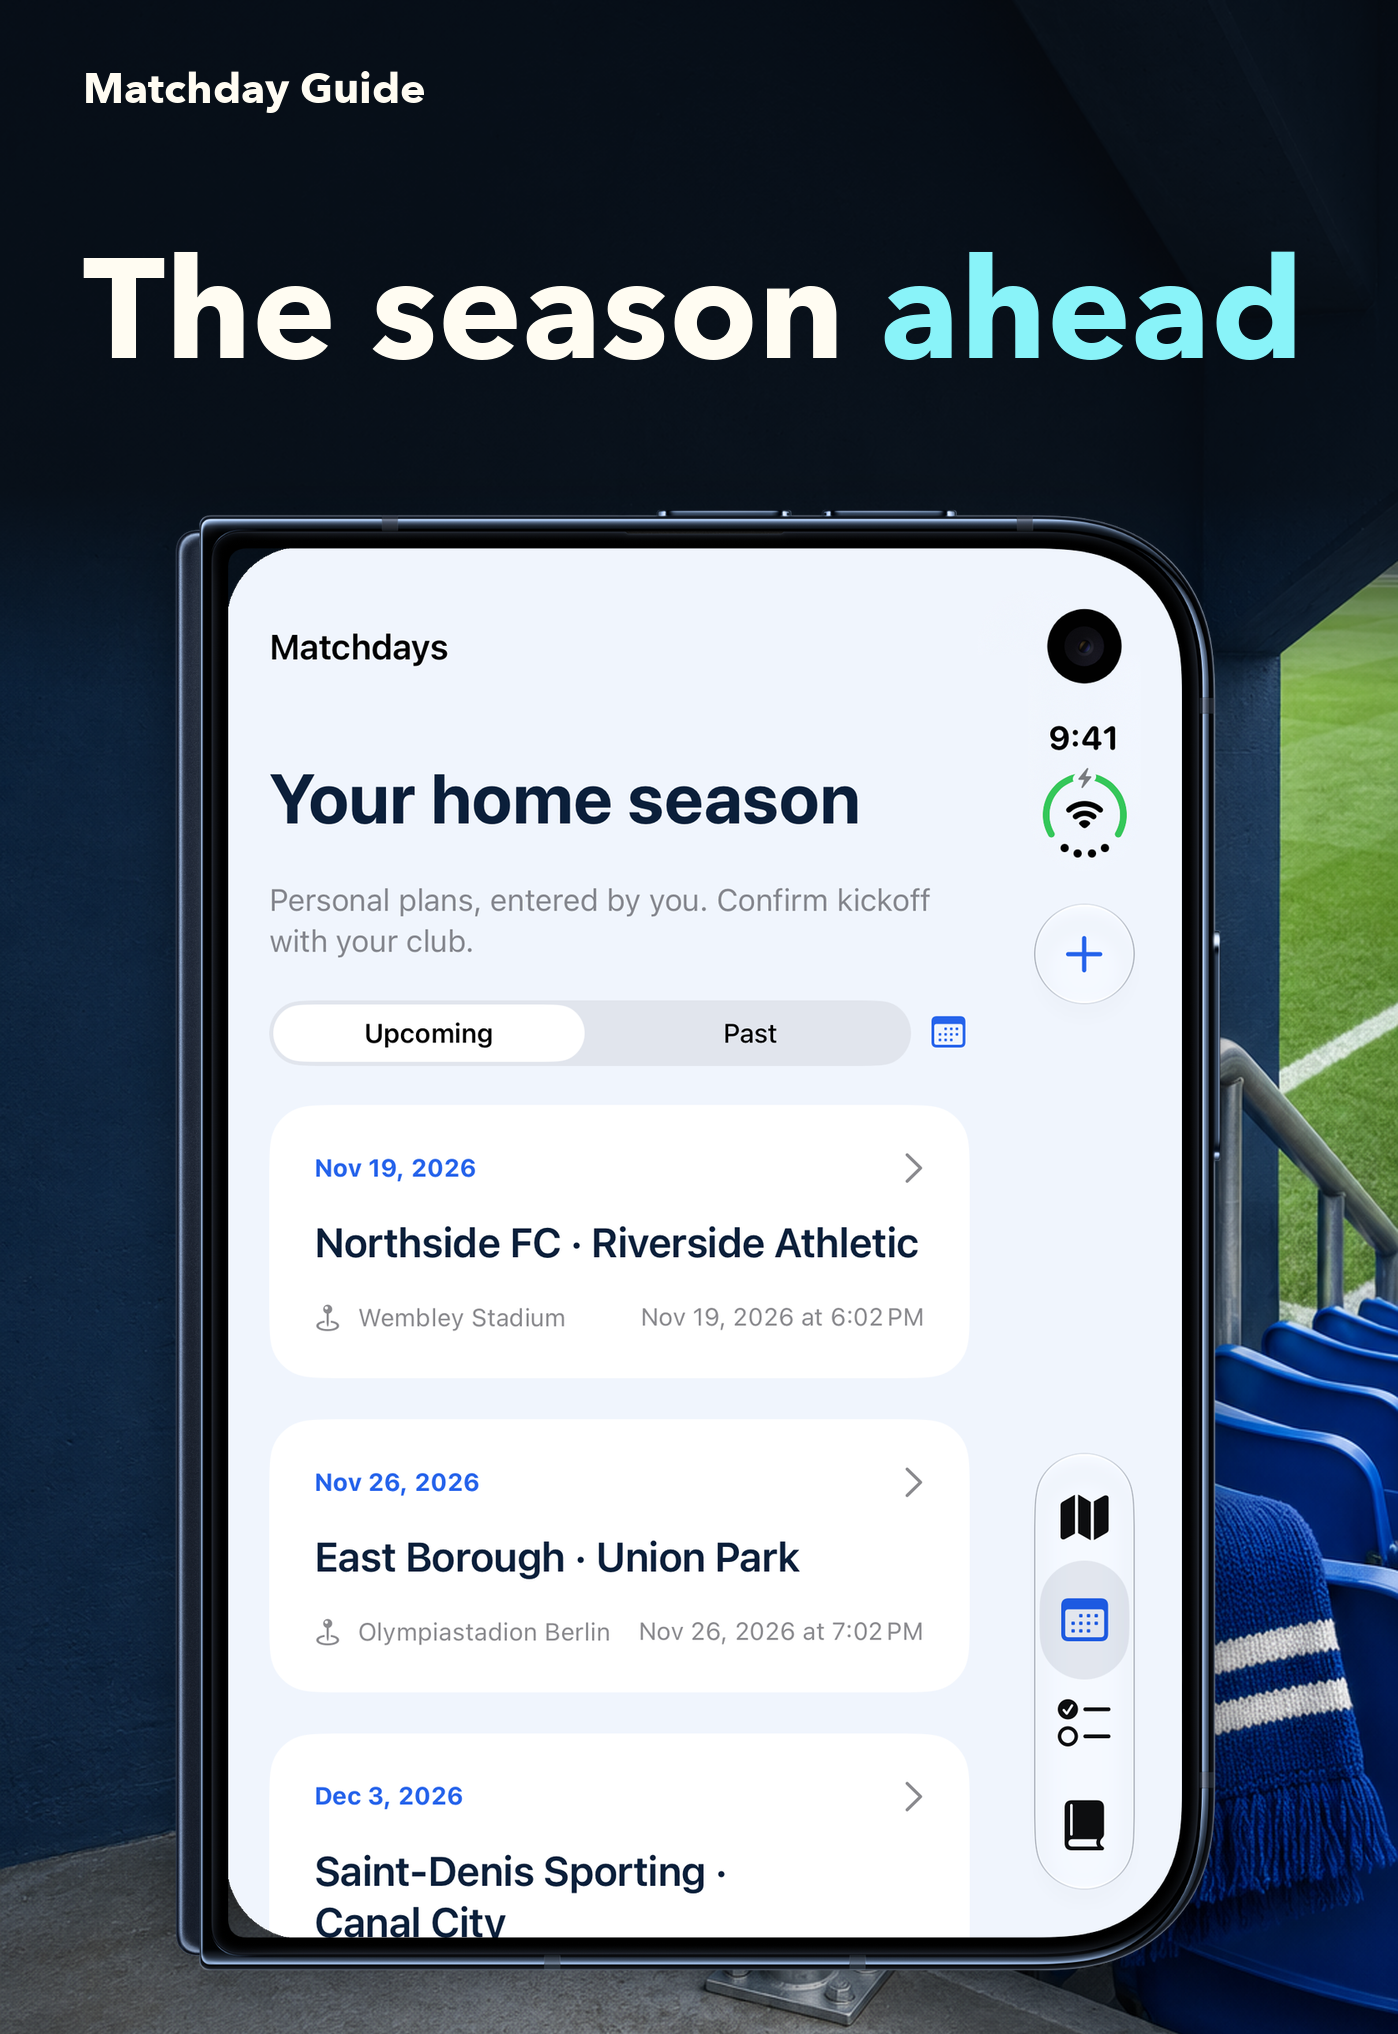 Matchday Guide
The season ahead
Matchdays
9:41
Your home season
Personal plans, entered by you. Confirm kickoff
with your club.
Upcoming
Past
Nov 19, 2026
Northside FC · Riverside Athletic
Wembley Stadium
Nov 19, 2026 at 6:02 PM
Nov 26, 2026
East Borough · Union Park
Olympiastadion Berlin
Nov 26, 2026 at 7:02 PM
Dec 3, 2026
Saint-Denis Sporting ·
Canal City